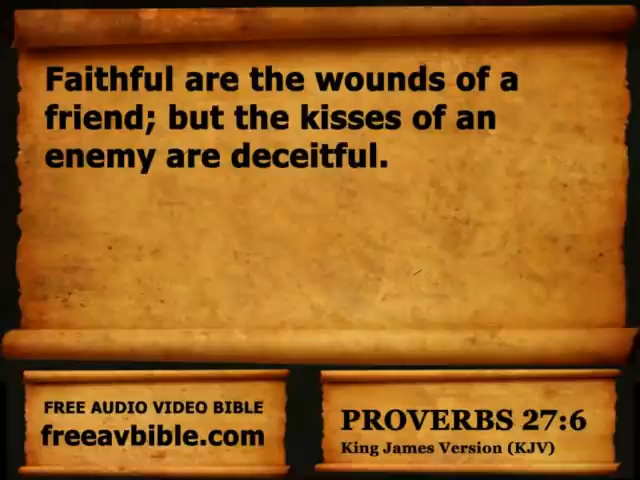 Faithful are the wounds of a
friend; but the kisses of an
enemy are deceitful.
FREE AUDIO VIDEO BIBLE
freeavbible.com
PROVERBS 27:6
King James Version (KJV)